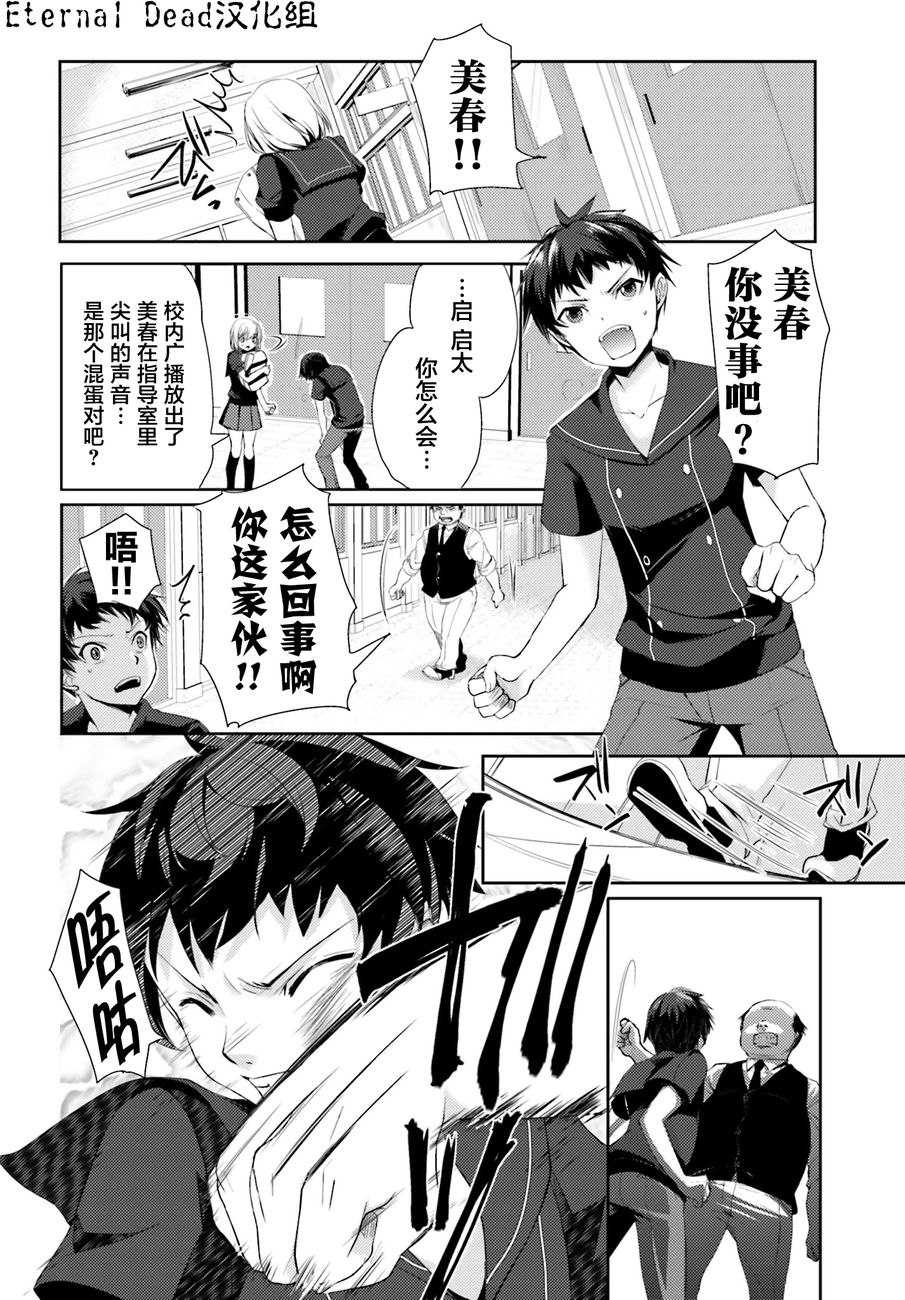 Eternal Dead汉化组
美春!!
ズズ
美春
你没事吧？
…启 启太
你怎么会…
校内广播放出了
美春在指导室里
尖叫的声音…
是那个混蛋对吧？
怎么回事啊
你这家伙!!
唔!!
唔咕